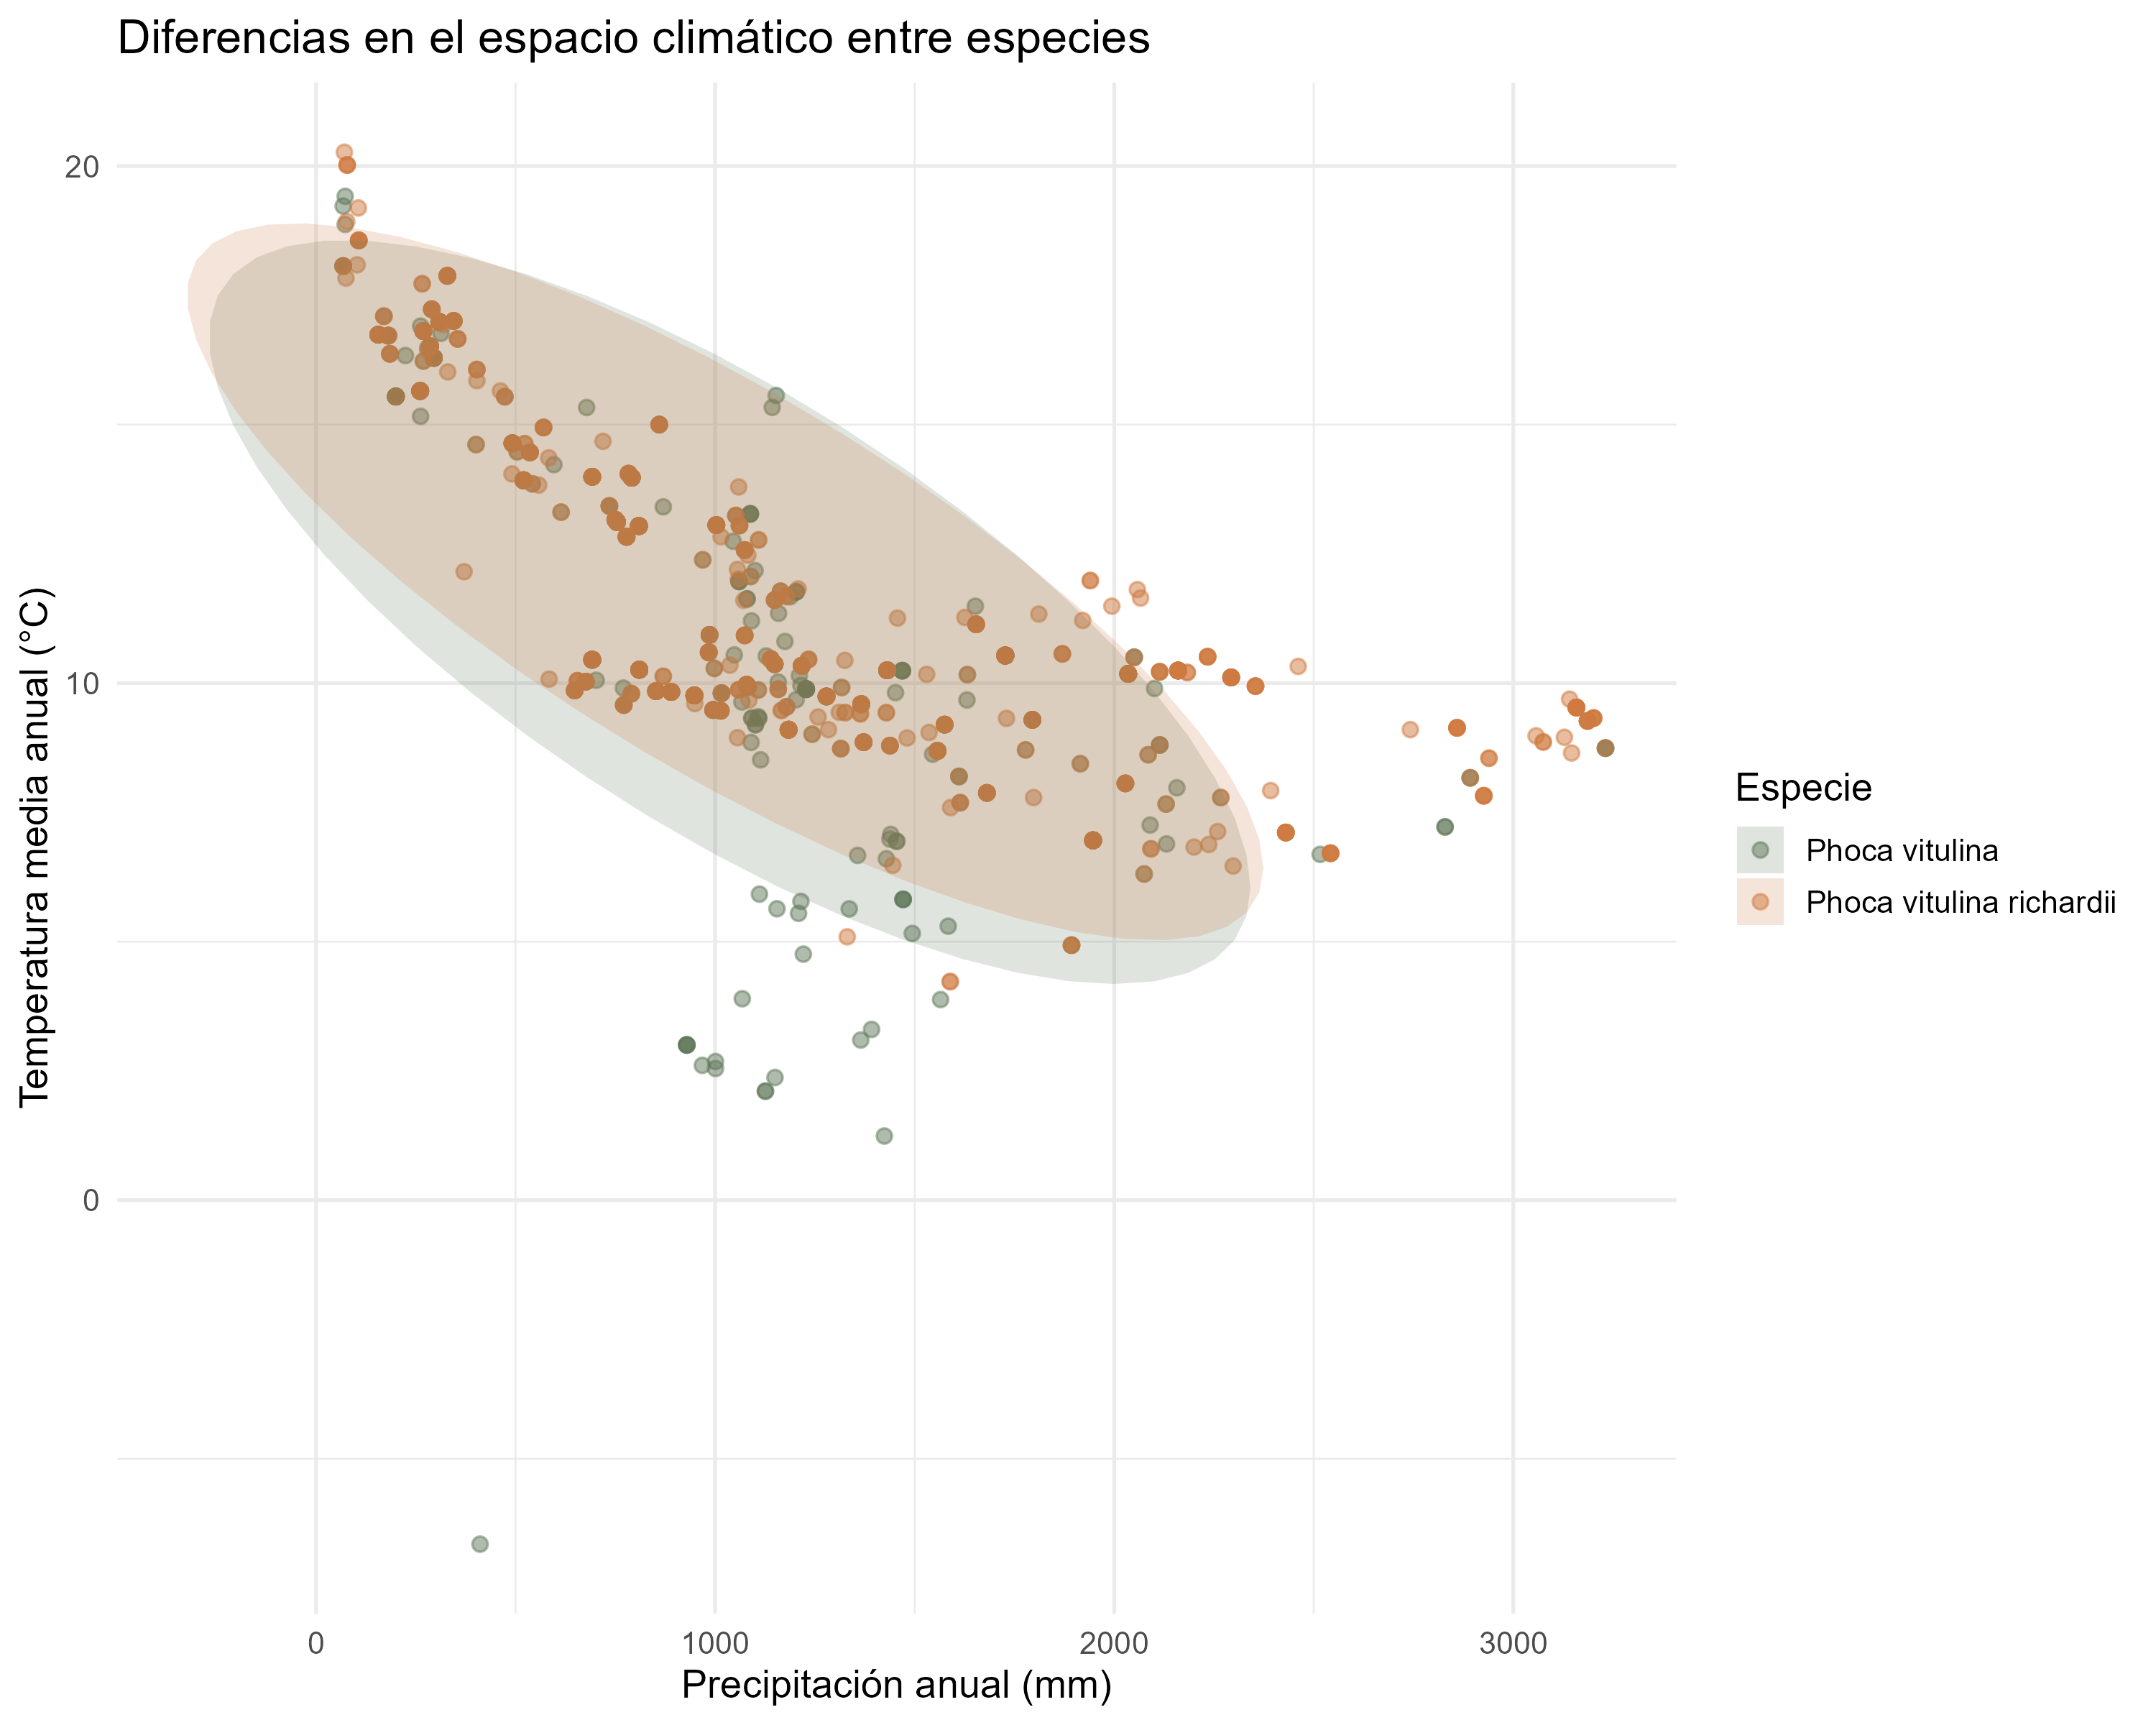 Diferencias en el espacio climático entre especies
Temperatura media anual (°C)
20
10
0
0
1000
2000
3000
Precipitación anual (mm)
Especie
Phoca vitulina
Phoca vitulina richardii